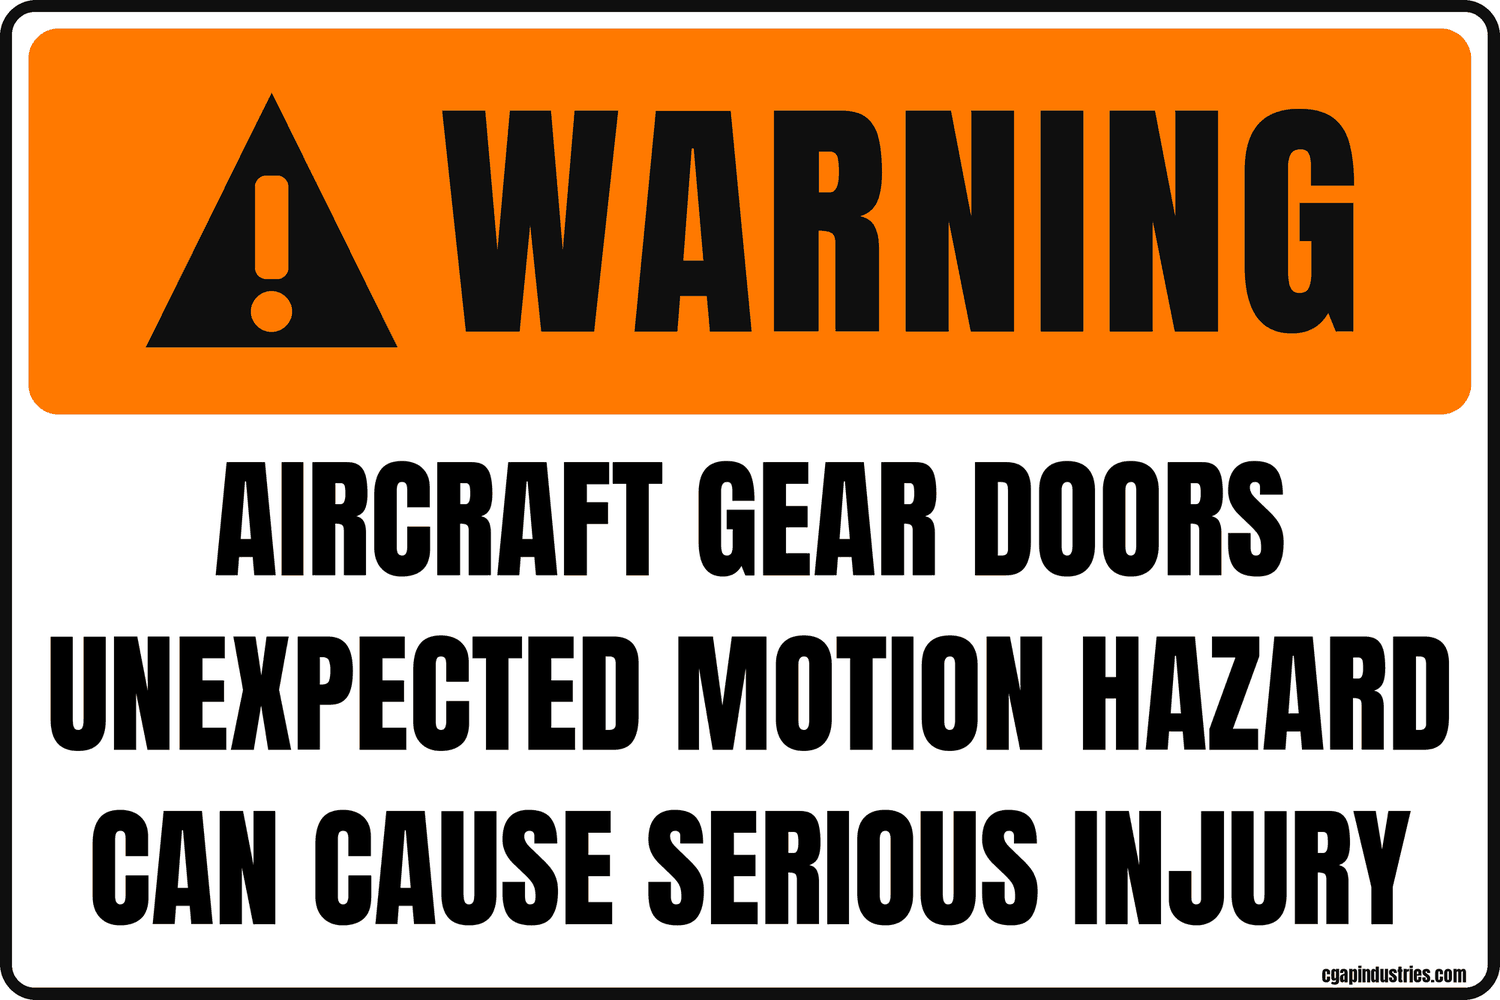 WARNING
AIRCRAFT GEAR DOORS
UNEXPECTED MOTION HAZARD
CAN CAUSE SERIOUS INJURY
cgapindustries.com